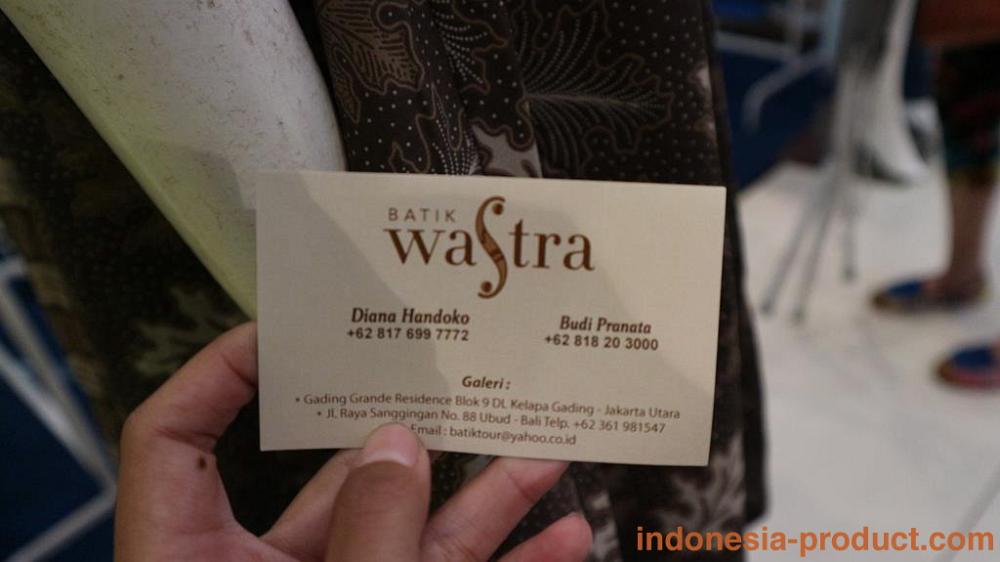 BATIK
waStra
Diana Handoko
+62 817 699 7772
Budi Pranata
+62 818 20 3000
Galeri :
• Gading Grande Residence Blok 9 DL Kelapa Gading - Jakarta Utara
• Jl. Raya Sanggingan No. 88 Ubud - Bali Telp. +62 361 981547
Email : batiktour@yahoo.co.id
indonesia-product.com